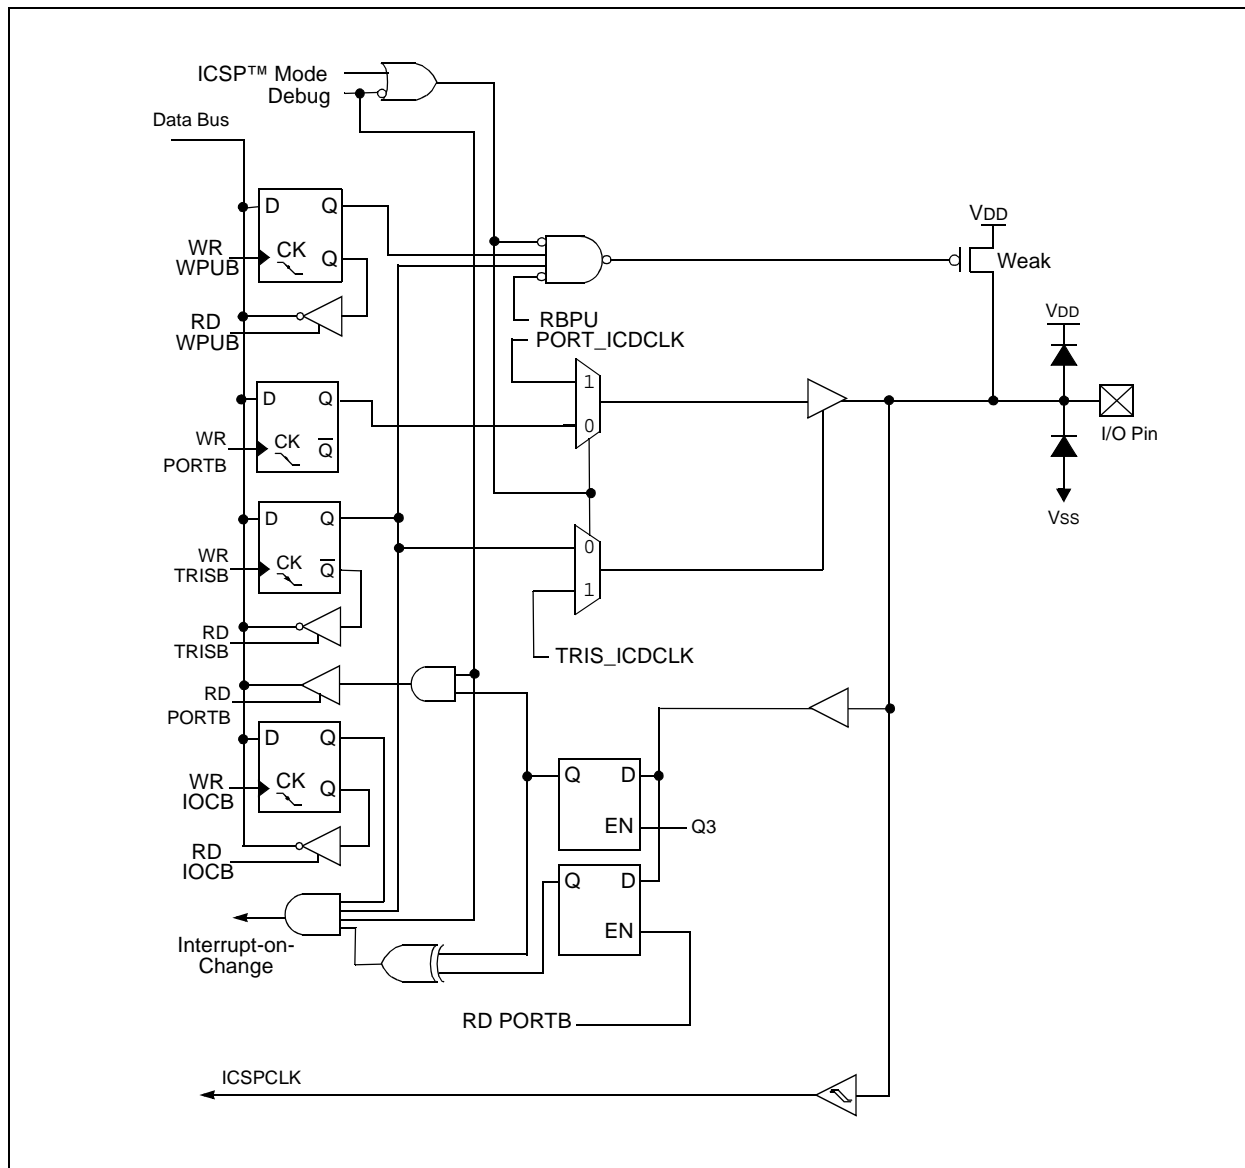 ICSP™ Mode
Debug
Data Bus
D Q
CK
Q
WR
WPUB
RD
WPUB
VDD
Weak
RBPU
PORT_ICDCLK
VDD
1
0
I/O Pin
VSS
D Q
CK
Q
WR
PORTB
D Q
CK
Q
WR
TRISB
0
1
RD
TRISB
TRIS_ICDCLK
RD
PORTB
D Q
CK
Q
WR
IOCB
RD
IOCB
Q D
EN
Q3
Q D
EN
Interrupt-on-
Change
RD PORTB
ICSPCLK